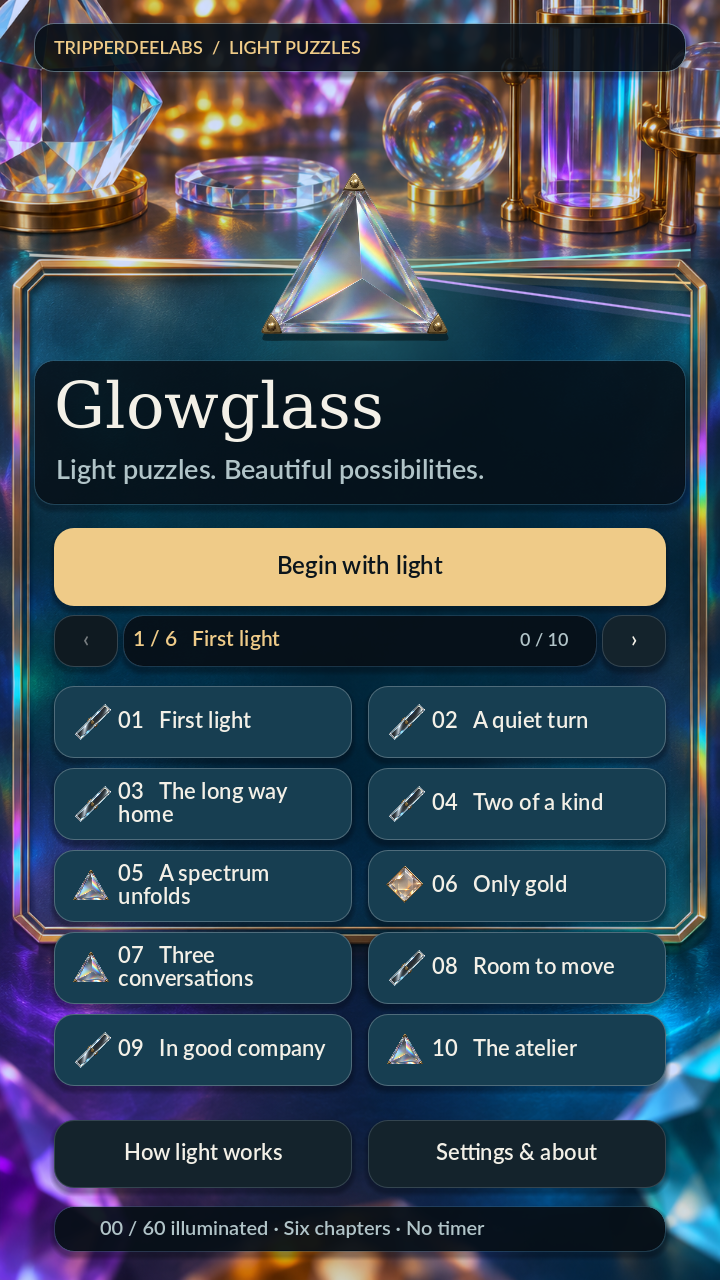 TRIPPERDEELABS / LIGHT PUZZLES
Glowglass
Light puzzles. Beautiful possibilities.
Begin with light
‹ 1 / 6 First light 0 / 10 ›
01 First light
02 A quiet turn
03 The long way
home
04 Two of a kind
05 A spectrum
unfolds
06 Only gold
07 Three
conversations
08 Room to move
09 In good company
10 The atelier
How light works
Settings & about
00 / 60 illuminated · Six chapters · No timer